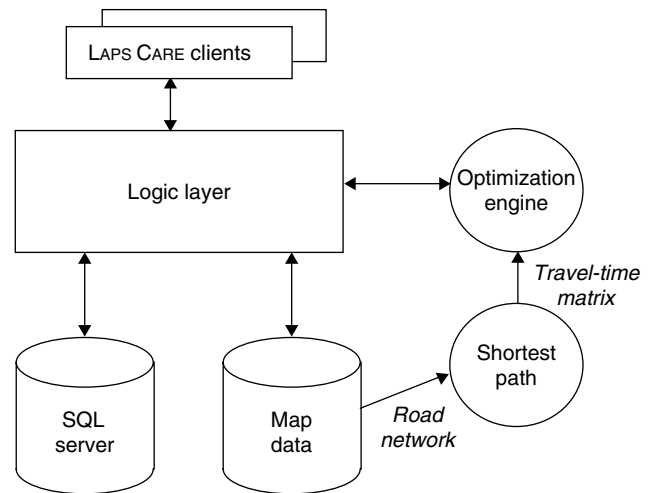 LAPS CARE clients
Logic layer
Optimization
engine
Travel-time
matrix
Shortest
path
SQL
server
Map
data
Road
network